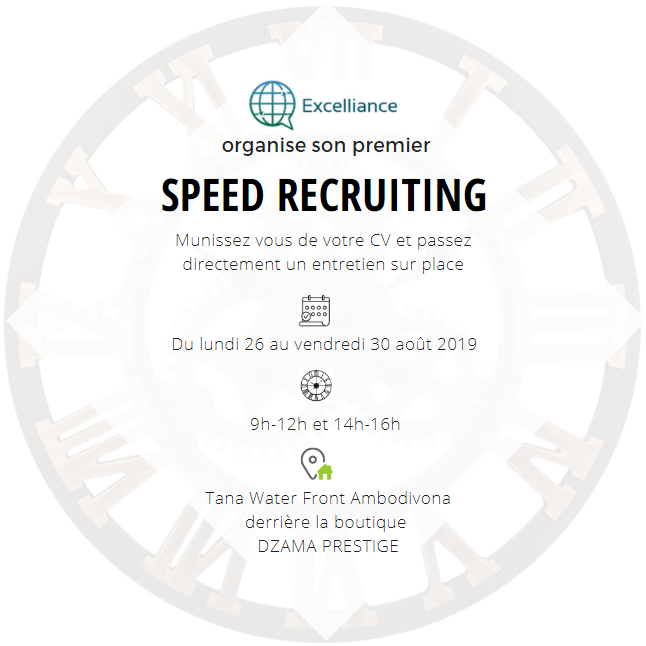 Excelliance
organise son premier
SPEED RECRUITING
Munissez vous de votre CV et passez
directement un entretien sur place
Du lundi 26 au vendredi 30 août 2019
9h-12h et 14h-16h
Tana Water Front Ambodivona
derrière la boutique
DZAMA PRESTIGE